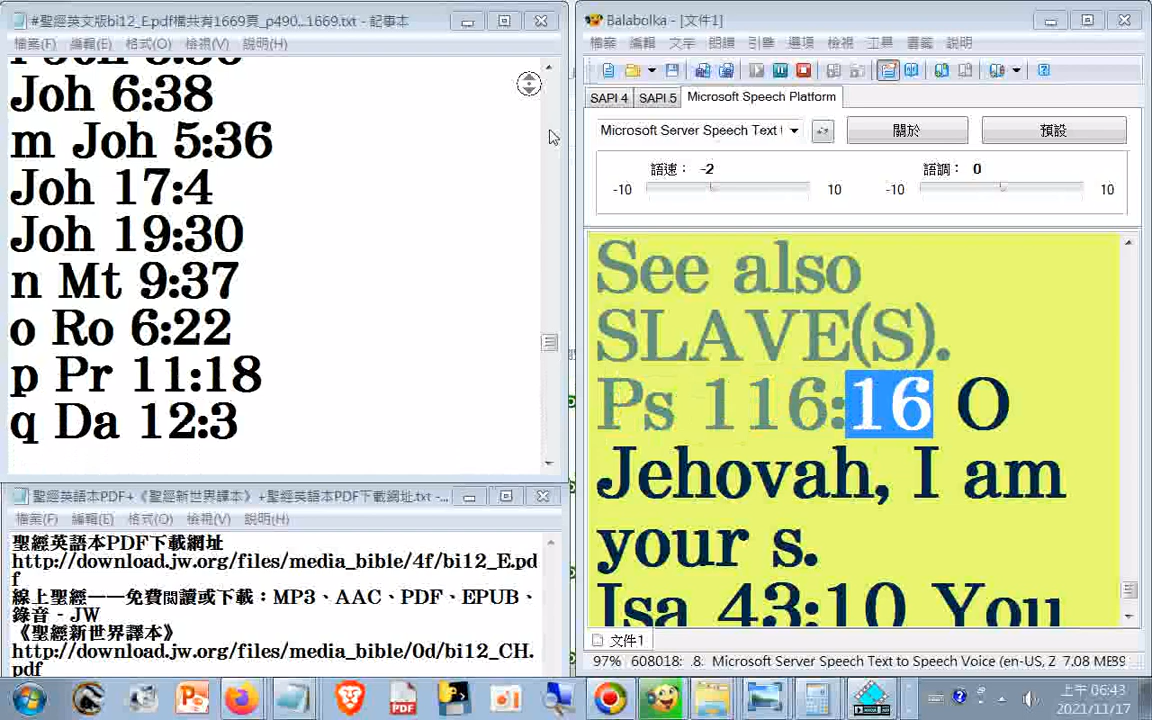 #聖經英文版bi12_E.pdf檔共有1669頁_p490...1669.txt - 記事本
檔案(F) 編輯(E) 格式(O) 檢視(V) 說明(H)
Joh 6:38
m Joh 5:36
Joh 17:4
Joh 19:30
n Mt 9:37
o Ro 6:22
p Pr 11:18
q Da 12:3
聖經英語本PDF+《聖經新世界譯本》+聖經英語本PDF下載網址.txt -...
檔案(F) 編輯(E) 格式(O) 檢視(V) 說明(H)
聖經英語本PDF下載網址
http://download.jw.org/files/media_bible/4f/bi12_E.pd
f
線上聖經——免費閱讀或下載：MP3、AAC、PDF、EPUB、
錄音 - JW
《聖經新世界譯本》
http://download.jw.org/files/media_bible/0d/bi12_CH.
pdf
Balabolka - [文件1]
檔案 編輯 文字 朗讀 引擎 選項 檢視 工具 書籤 說明
SAPI 4 SAPI 5 Microsoft Speech Platform
Microsoft Server Speech Text t 關於 預設
語速： -2 語調： 0
-10 10 -10 10
See also
SLAVE(S).
Ps 116:16 O
Jehovah, I am
your s.
Isa 43:10 You
文件1
97% 608018: .8: Microsoft Server Speech Text to Speech Voice (en-US, Z 7.08 ME
上午 06:43
2021/11/17